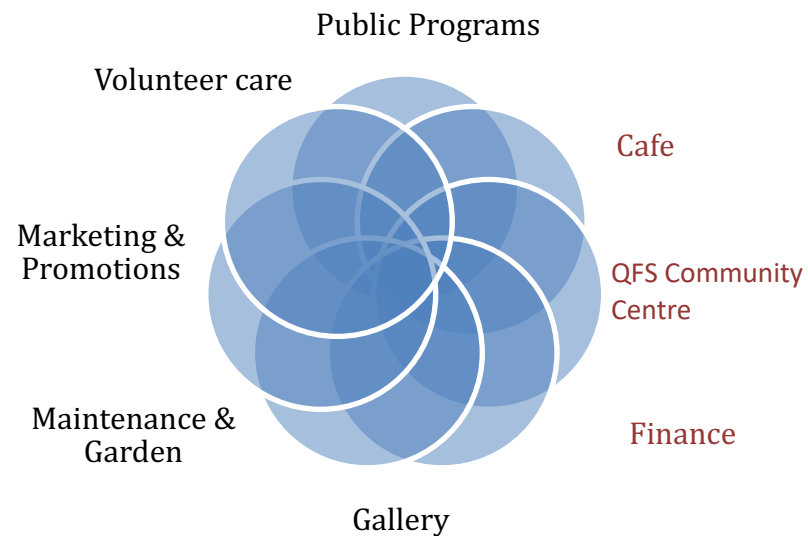 Public Programs
Volunteer care
Cafe
Marketing &
Promotions
QFS Community
Centre
Maintenance &
Garden
Finance
Gallery